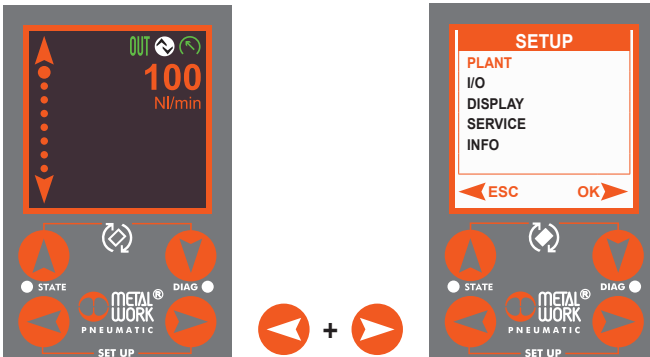 OUT
100
Nl/min
STATE
DIAG
METAL®
WORK
PNEUMATIC
SET UP
+
SETUP
PLANT
I/O
DISPLAY
SERVICE
INFO
ESC OK
STATE
DIAG
METAL®
WORK
PNEUMATIC
SET UP